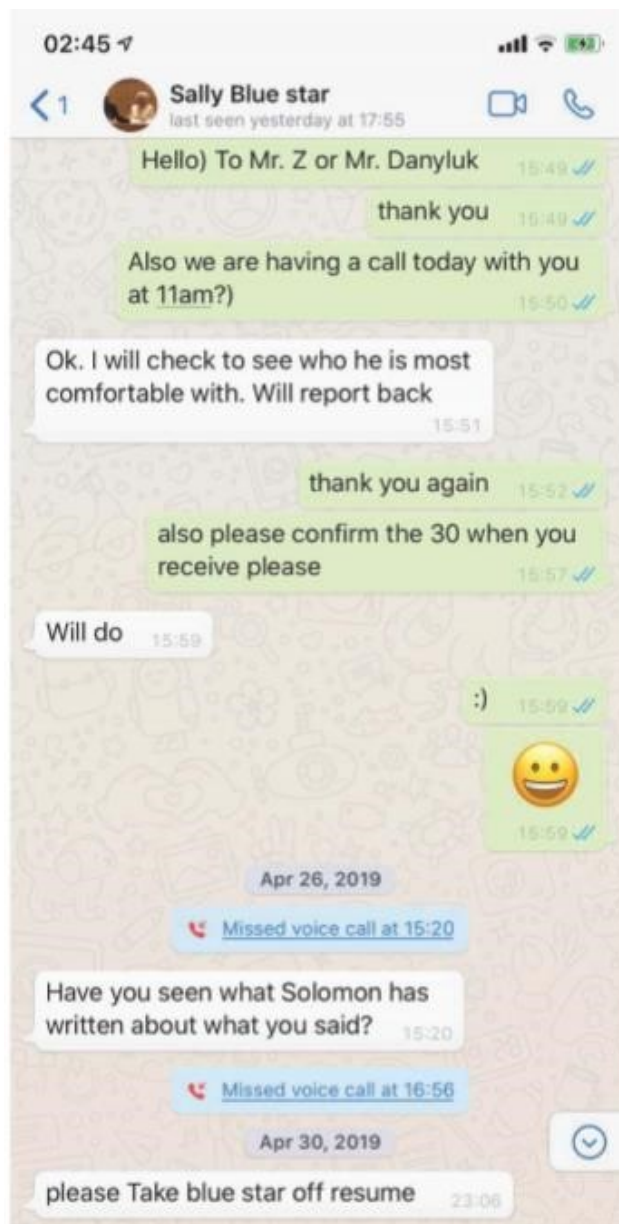 02:45
1
Sally Blue star
last seen yesterday at 17:55
Hello) To Mr. Z or Mr. Danyluk 15:49
thank you 15:49
Also we are having a call today with you
at 11am?) 15:50
Ok. I will check to see who he is most
comfortable with. Will report back
15:51
thank you again 15:52
also please confirm the 30 when you
receive please 15:57
Will do 15:59
:) 15:59
15:59
Apr 26, 2019
Missed voice call at 15:20
Have you seen what Solomon has
written about what you said? 15:20
Missed voice call at 16:56
Apr 30, 2019
please Take blue star off resume 23:06